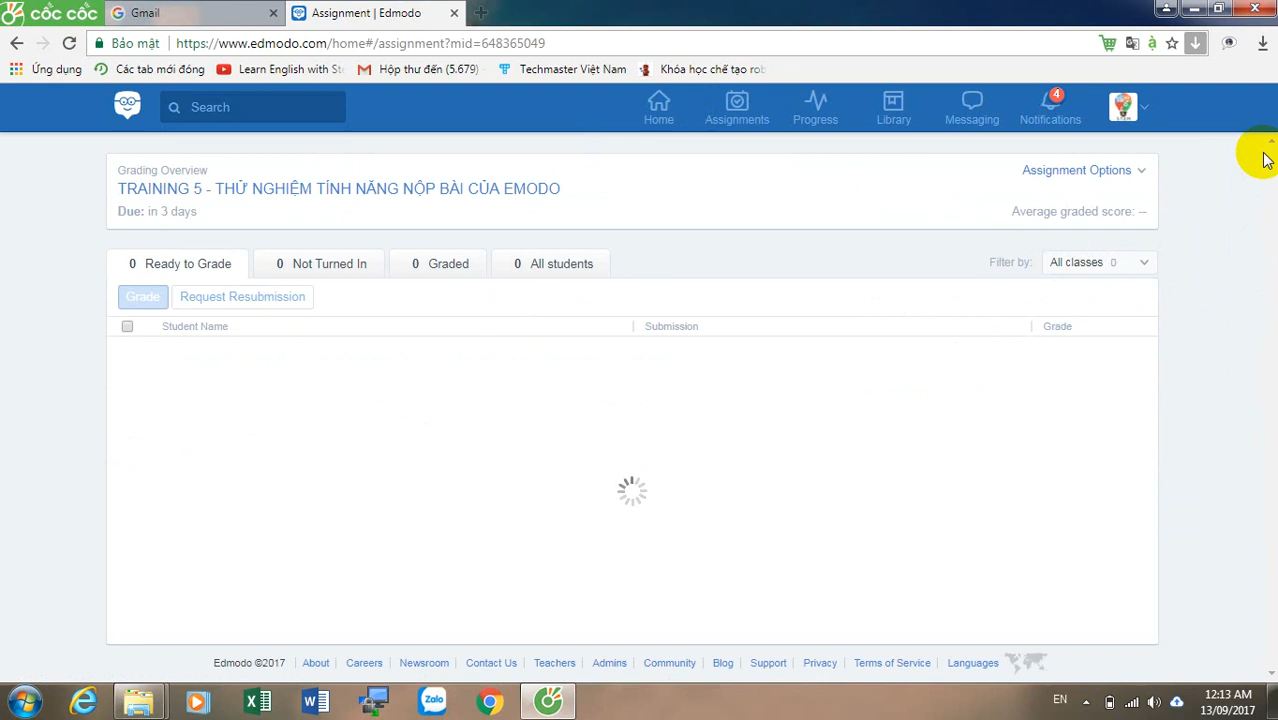 cốc cốc
Gmail
Assignment | Edmodo
Bảo mật
https://www.edmodo.com/home#/assignment?mid=648365049
Ứng dụng
Các tab mới đóng
Learn English with St
Hộp thư đến (5.679)
Techmaster Việt Nam
Khóa học chế tạo rob
Search
Home
Assignments
Progress
Library
Messaging
4
Notifications
Grading Overview
Assignment Options
TRAINING 5 - THỬ NGHIỆM TÍNH NĂNG NỘP BÀI CỦA EMODO
Due: in 3 days
Average graded score: --
0 Ready to Grade
0 Not Turned In
0 Graded
0 All students
Filter by:
All classes 0
Grade
Request Resubmission
Student Name
Submission
Grade
Edmodo ©2017
About
Careers
Newsroom
Contact Us
Teachers
Admins
Community
Blog
Support
Privacy
Terms of Service
Languages
Zalo
EN
12:13 AM
13/09/2017